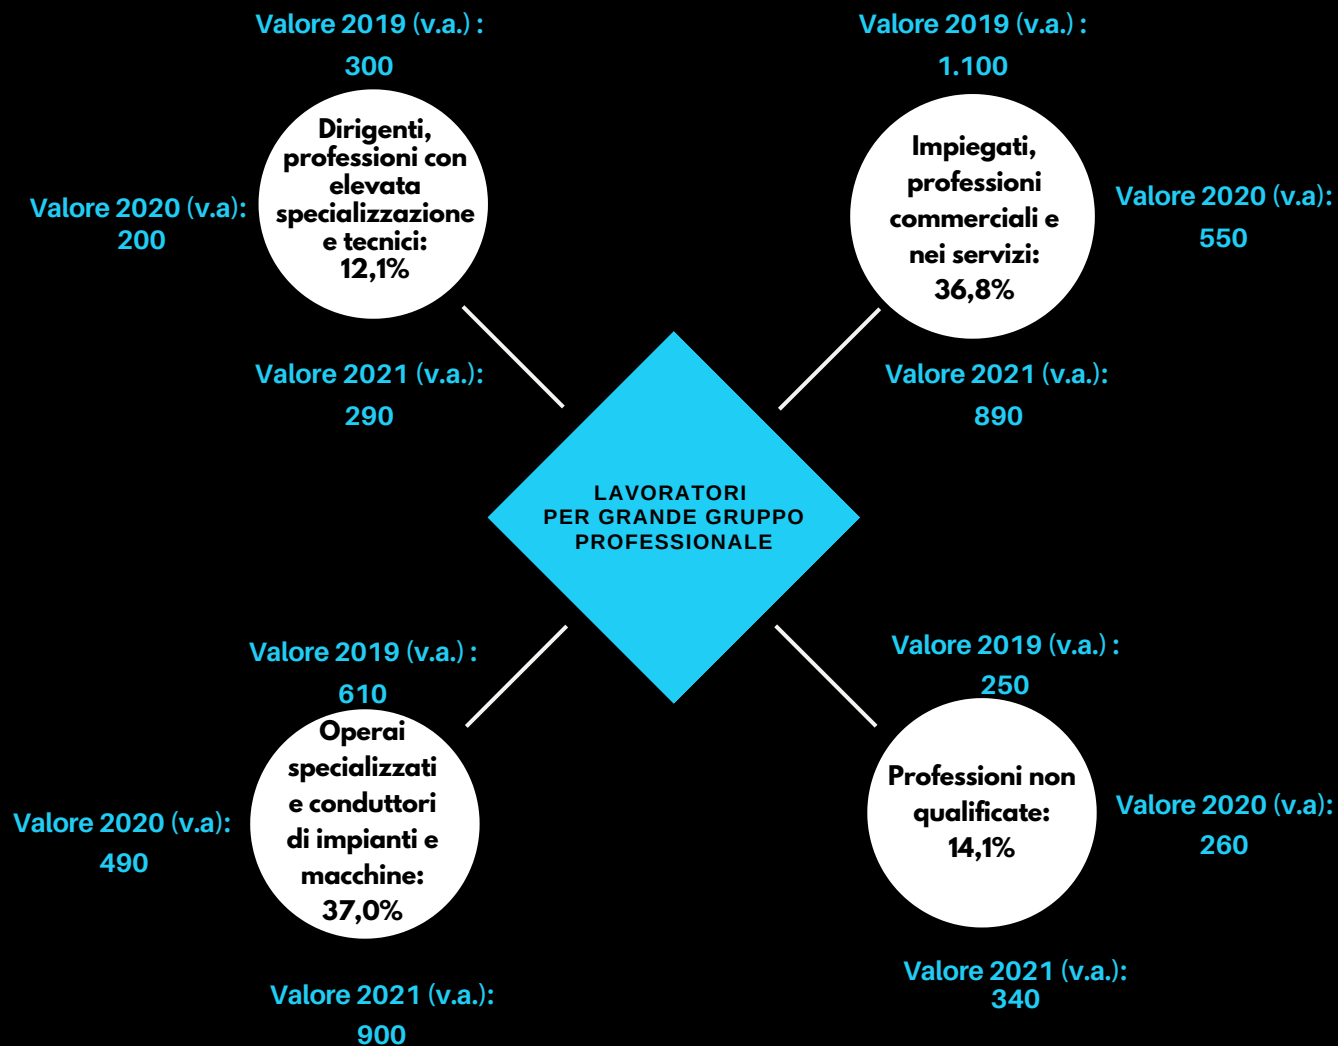 Valore 2019 (v.a.) :
300
Dirigenti,
professioni con
elevata
specializzazione
e tecnici:
12,1%
Valore 2020 (v.a):
200
Valore 2021 (v.a.):
290
Valore 2019 (v.a.) :
1.100
Impiegati,
professioni
commerciali e
nei servizi:
36,8%
Valore 2020 (v.a):
550
Valore 2021 (v.a.):
890
LAVORATORI
PER GRANDE GRUPPO
PROFESSIONALE
Valore 2019 (v.a.) :
610
Operai
specializzati
e conduttori
di impianti e
macchine:
37,0%
Valore 2020 (v.a):
490
Valore 2021 (v.a.):
900
Valore 2019 (v.a.) :
250
Professioni non
qualificate:
14,1%
Valore 2020 (v.a):
260
Valore 2021 (v.a.):
340